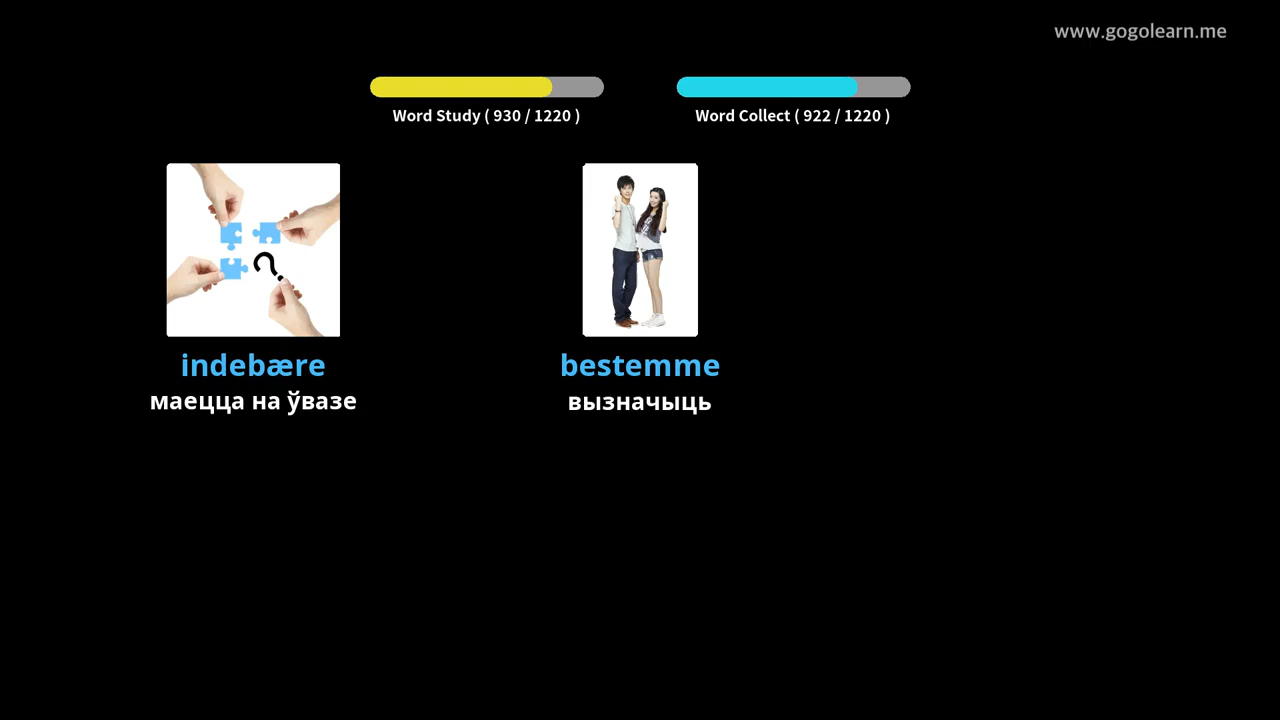 www.gogolearn.me
Word Study ( 930 / 1220 )
Word Collect ( 922 / 1220 )
indebære
маецца на ўвазе
bestemme
вызначыць